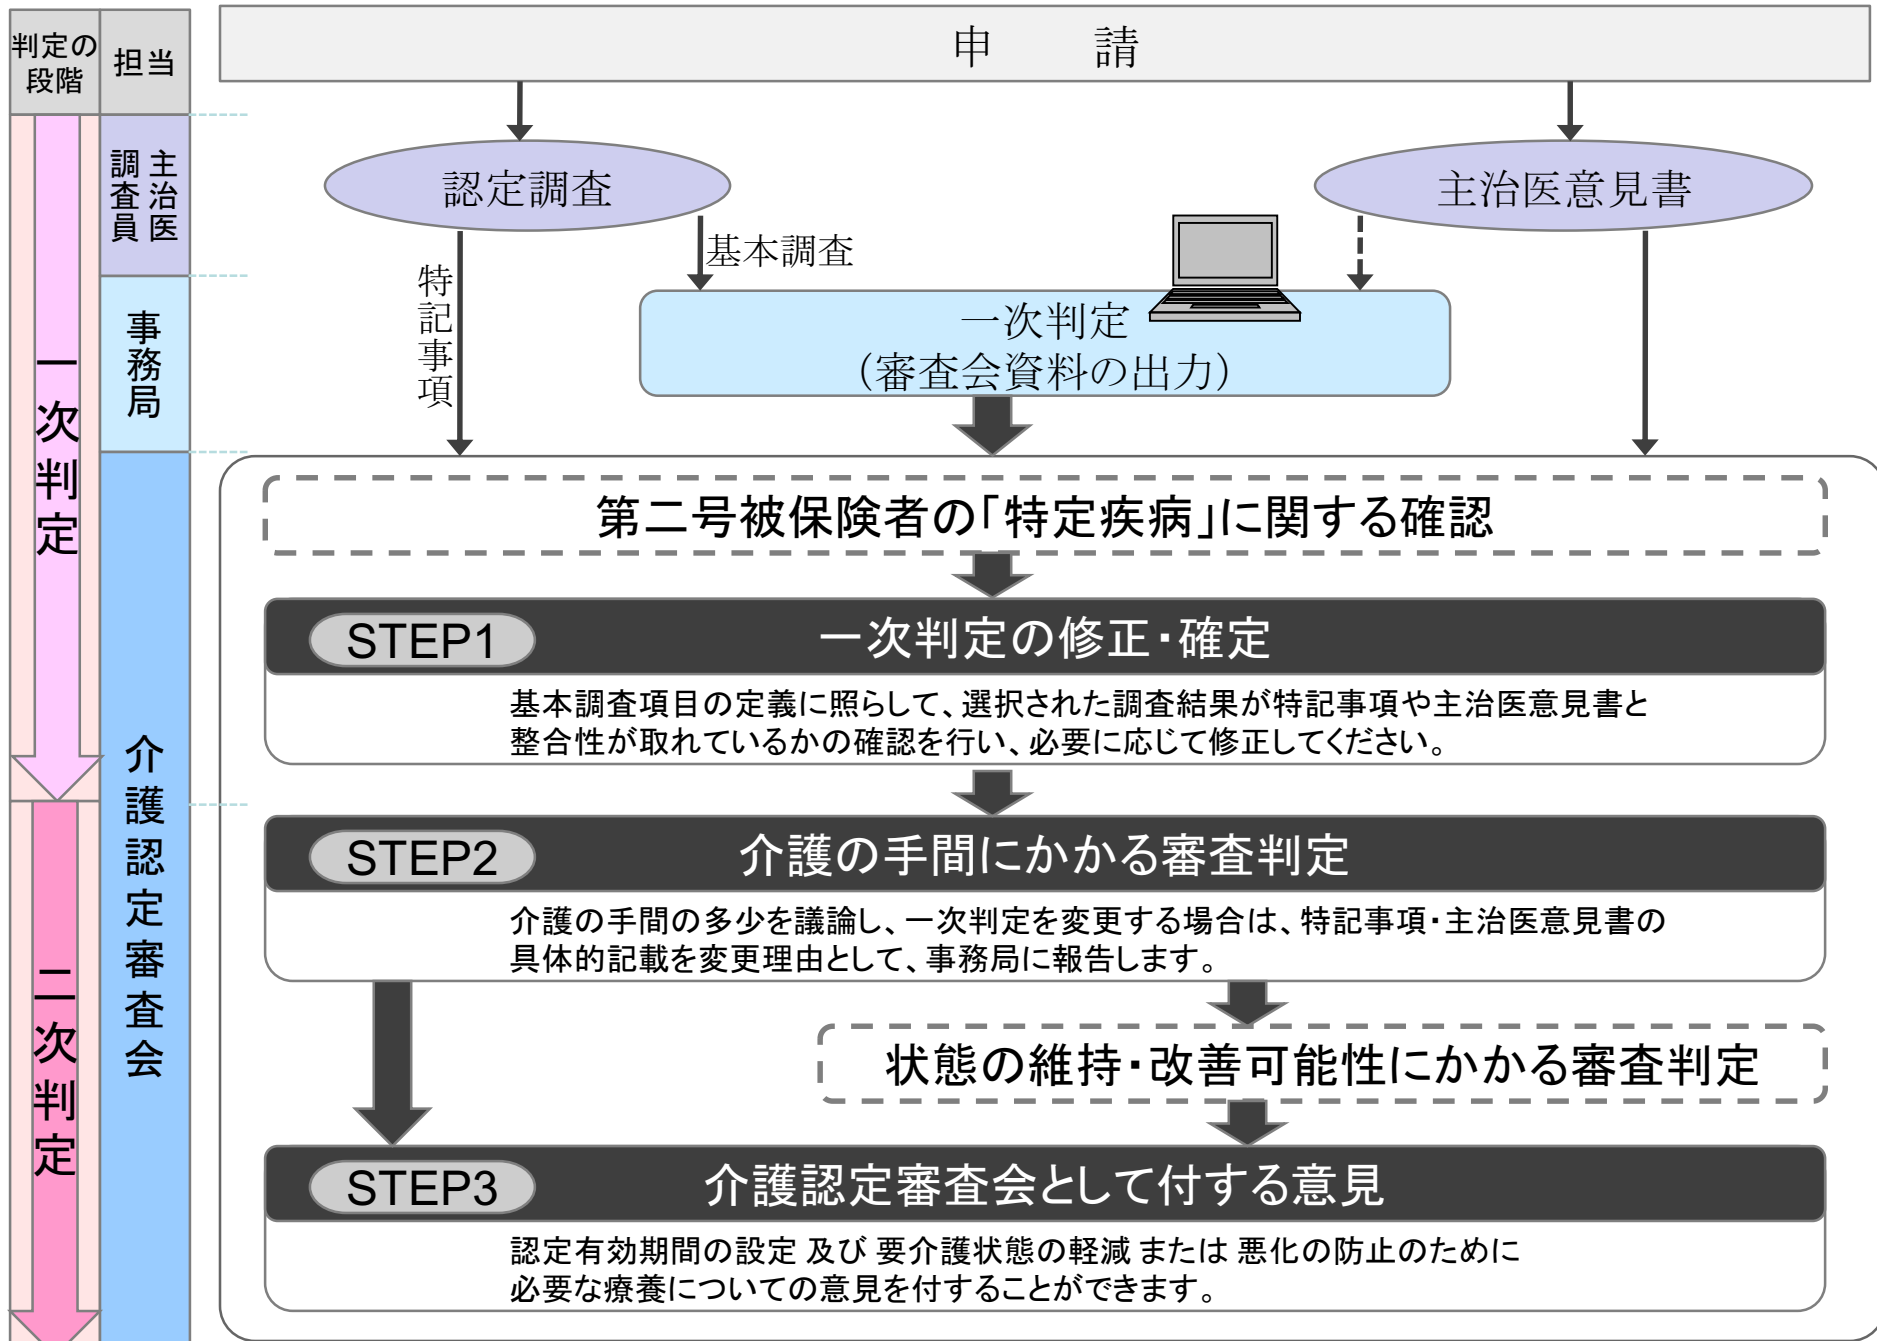 判定の
段階
担当
申　　請
調査員
主治医
認定調査
主治医意見書
基本調査
特記事項
事務局
一次判定
（審査会資料の出力）
一次判定
第二号被保険者の「特定疾病」に関する確認
STEP1
一次判定の修正・確定
基本調査項目の定義に照らして、選択された調査結果が特記事項や主治医意見書と
整合性が取れているかの確認を行い、必要に応じて修正してください。
介護認定審査会
STEP2
介護の手間にかかる審査判定
介護の手間の多少を議論し、一次判定を変更する場合は、特記事項・主治医意見書の
具体的記載を変更理由として、事務局に報告します。
二次判定
状態の維持・改善可能性にかかる審査判定
STEP3
介護認定審査会として付する意見
認定有効期間の設定 及び 要介護状態の軽減 または 悪化の防止のために
必要な療養についての意見を付することができます。